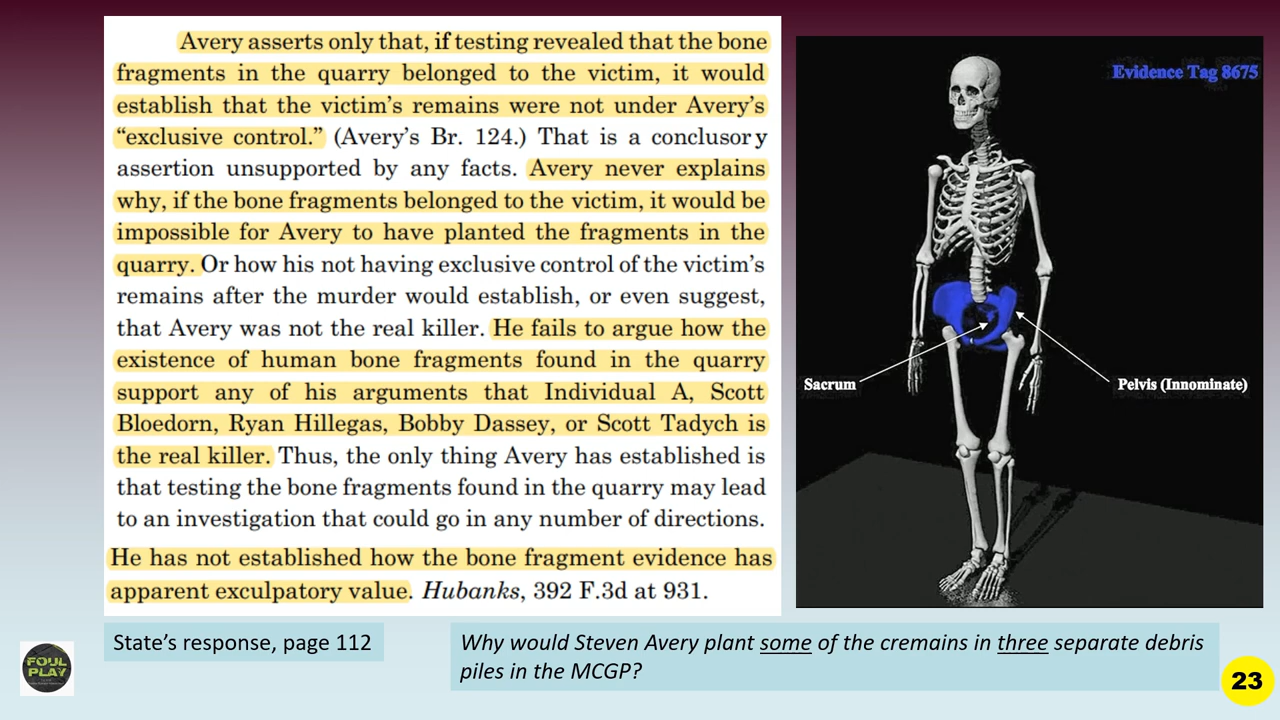 Avery asserts only that, if testing revealed that the bone
fragments in the quarry belonged to the victim, it would
establish that the victim's remains were not under Avery's
“exclusive control.” (Avery's Br. 124.) That is a conclusory
assertion unsupported by any facts. Avery never explains
why, if the bone fragments belonged to the victim, it would be
impossible for Avery to have planted the fragments in the
quarry. Or how his not having exclusive control of the victim's
remains after the murder would establish, or even suggest,
that Avery was not the real killer. He fails to argue how the
existence of human bone fragments found in the quarry
support any of his arguments that Individual A, Scott
Bloedorn, Ryan Hillegas, Bobby Dassey, or Scott Tadych is
the real killer. Thus, the only thing Avery has established is
that testing the bone fragments found in the quarry may lead
to an investigation that could go in any number of directions.
He has not established how the bone fragment evidence has
apparent exculpatory value. Hubanks, 392 F.3d at 931.
Evidence Tag 8675
Sacrum
Pelvis (Innominate)
State's response, page 112
Why would Steven Avery plant some of the cremains in three separate debris
piles in the MCGP?
FOUL
PLAY
23